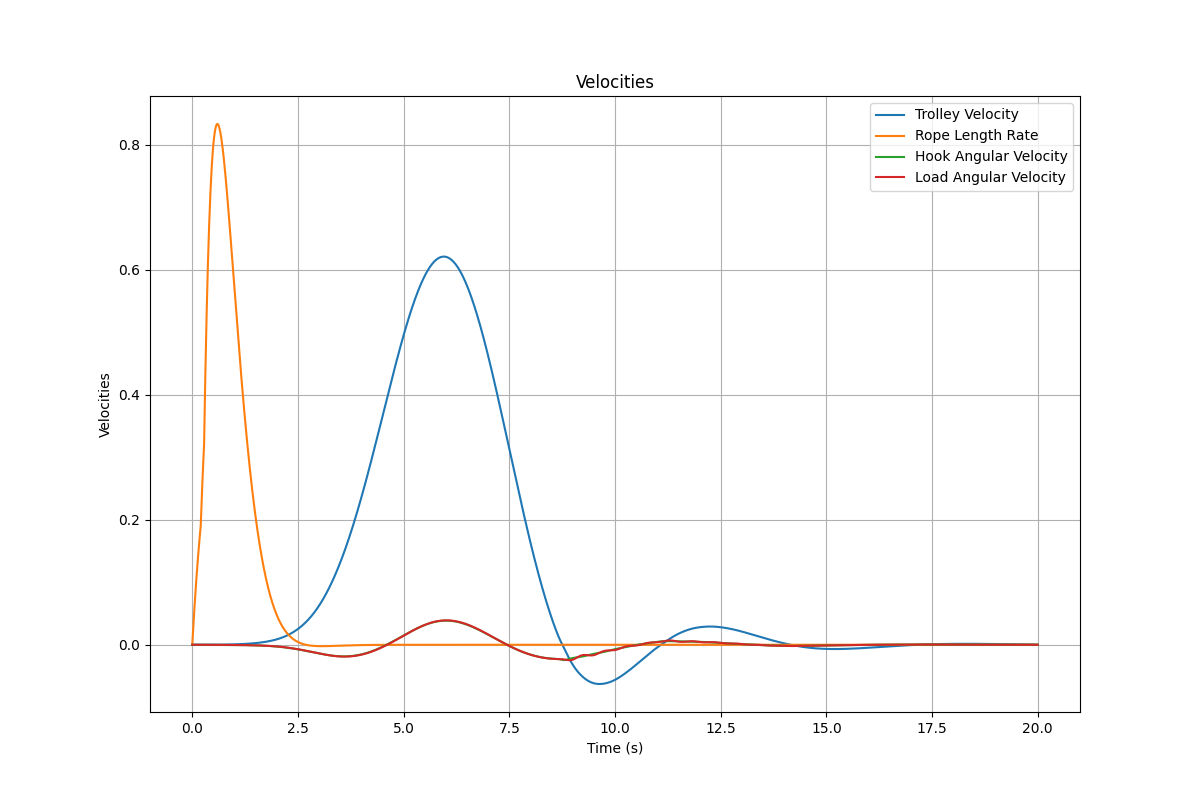 Velocities
Trolley Velocity
Rope Length Rate
Hook Angular Velocity
Load Angular Velocity
Velocities
0.8
0.6
0.4
0.2
0.0
0.0 2.5 5.0 7.5 10.0 12.5 15.0 17.5 20.0
Time (s)